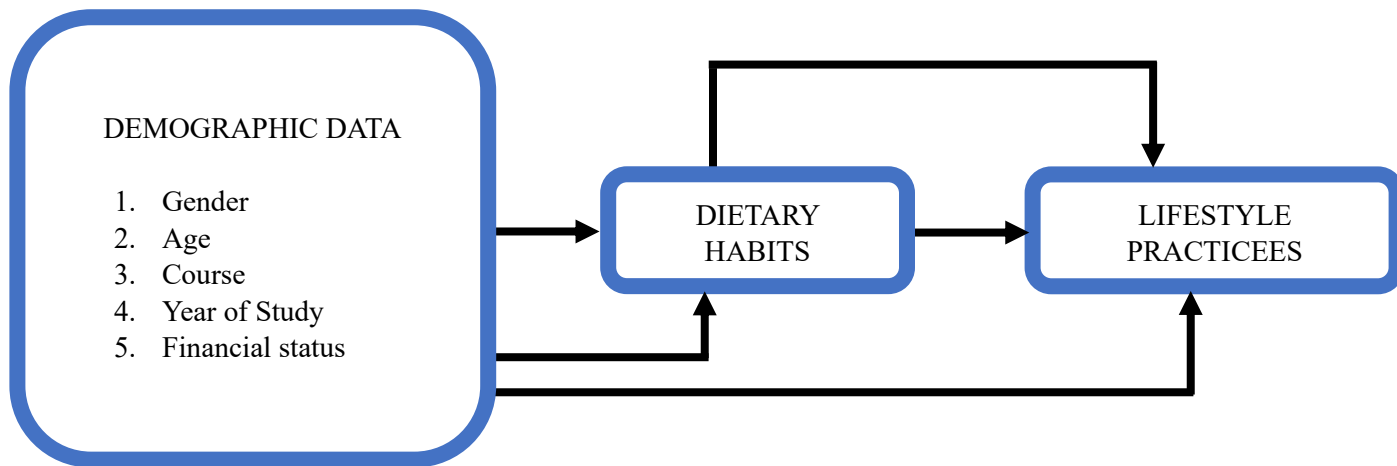 DEMOGRAPHIC DATA
1. Gender
2. Age
3. Course
4. Year of Study
5. Financial status
DIETARY
HABITS
LIFESTYLE
PRACTICEES